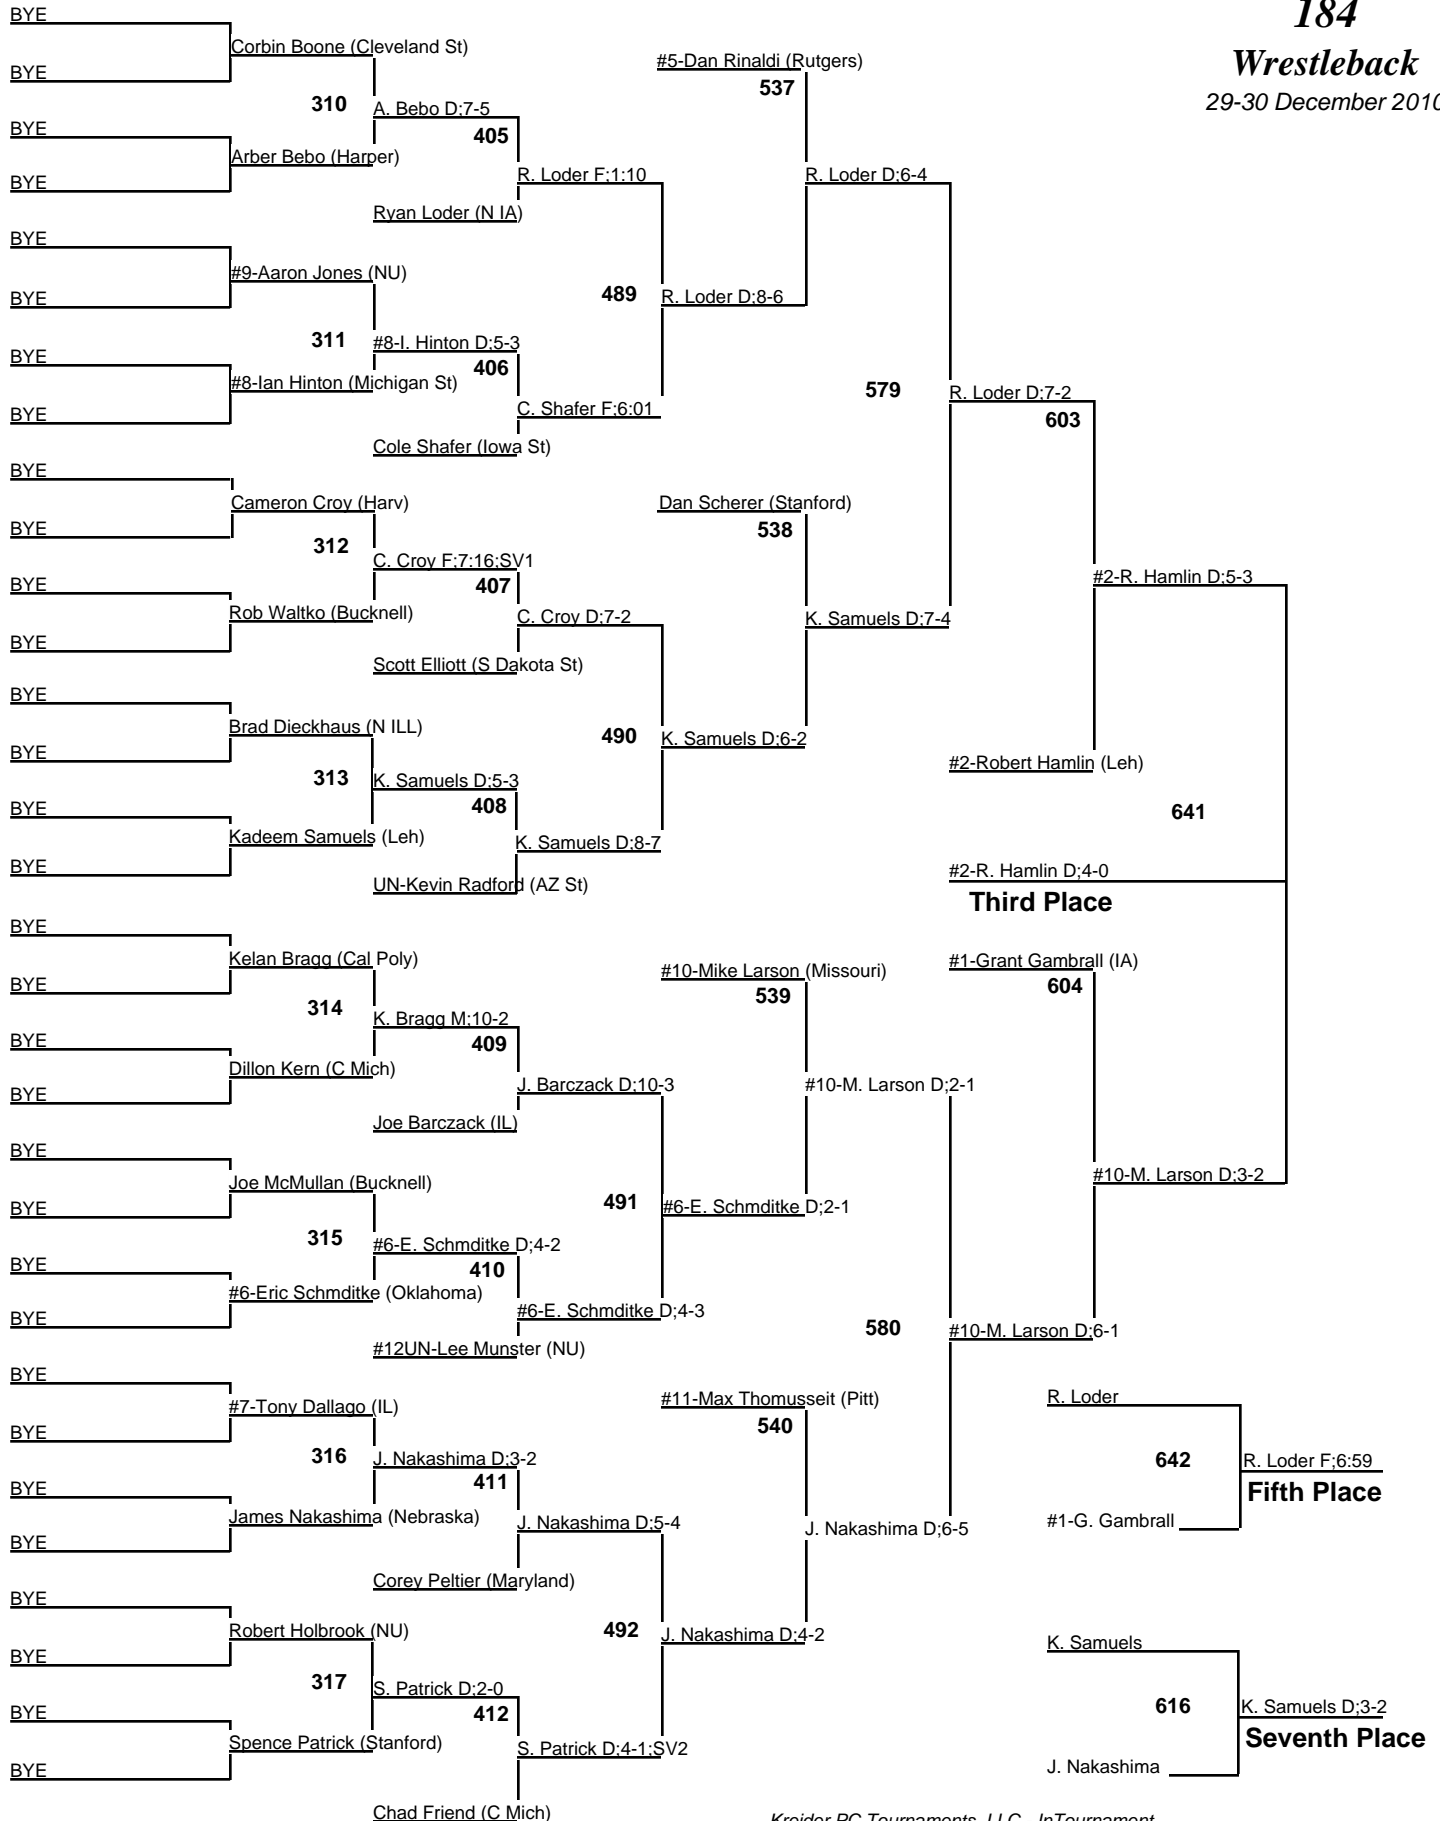 BYE
184
Corbin Boone (Cleveland St)
#5-Dan Rinaldi (Rutgers)
Wrestleback
BYE
537
29-30 December 2010
310
A. Bebo D;7-5
BYE
405
Arber Bebo (Harper)
R. Loder F;1:10
R. Loder D;6-4
BYE
Ryan Loder (N IA)
BYE
#9-Aaron Jones (NU)
489
R. Loder D;8-6
BYE
311
#8-I. Hinton D;5-3
BYE
406
#8-Ian Hinton (Michigan St)
579
R. Loder D;7-2
BYE
C. Shafer F;6:01
603
Cole Shafer (Iowa St)
BYE
Cameron Croy (Harv)
Dan Scherer (Stanford)
BYE
538
312
C. Croy F;7:16;SV1
#2-R. Hamlin D;5-3
BYE
407
Rob Waltko (Bucknell)
C. Croy D;7-2
K. Samuels D;7-4
BYE
Scott Elliott (S Dakota St)
BYE
Brad Dieckhaus (N ILL)
490
K. Samuels D;6-2
BYE
#2-Robert Hamlin (Leh)
313
K. Samuels D;5-3
BYE
408
641
Kadeem Samuels (Leh)
K. Samuels D;8-7
BYE
#2-R. Hamlin D;4-0
UN-Kevin Radford (AZ St)
Third Place
BYE
Kelan Bragg (Cal Poly)
#10-Mike Larson (Missouri)
#1-Grant Gambrall (IA)
BYE
539
604
314
K. Bragg M;10-2
BYE
409
Dillon Kern (C Mich)
J. Barczack D;10-3
#10-M. Larson D;2-1
BYE
Joe Barczack (IL)
BYE
Joe McMullan (Bucknell)
#10-M. Larson D;3-2
BYE
491
#6-E. Schmditke D;2-1
315
#6-E. Schmditke D;4-2
BYE
410
#6-Eric Schmditke (Oklahoma)
#6-E. Schmditke D;4-3
BYE
580
#10-M. Larson D;6-1
#12UN-Lee Munster (NU)
BYE
#7-Tony Dallago (IL)
#11-Max Thomusseit (Pitt)
R. Loder
BYE
540
316
J. Nakashima D;3-2
642
R. Loder F;6:59
BYE
411
Fifth Place
James Nakashima (Nebraska)
J. Nakashima D;5-4
J. Nakashima D;6-5
#1-G. Gambrall
BYE
Corey Peltier (Maryland)
BYE
Robert Holbrook (NU)
492
J. Nakashima D;4-2
K. Samuels
BYE
317
S. Patrick D;2-0
BYE
412
616
K. Samuels D;3-2
Spence Patrick (Stanford)
S. Patrick D;4-1;SV2
Seventh Place
BYE
J. Nakashima
Chad Friend (C Mich)
Kreider PC Tournaments, LLC - InTournament